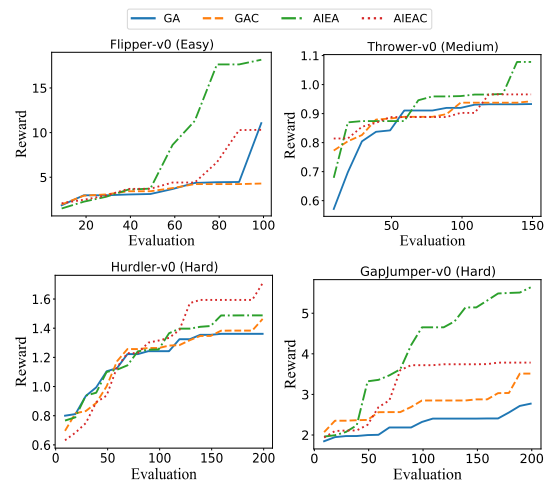 GA GAC AIEA AIEAC
Flipper-v0 (Easy)
15
10
5
Reward
20 40 60 80 100
Evaluation
Thrower-v0 (Medium)
1.1
1.0
0.9
0.8
0.7
0.6
Reward
50 100 150
Evaluation
Hurdler-v0 (Hard)
1.6
1.4
1.2
1.0
0.8
0.6
Reward
0 50 100 150 200
Evaluation
GapJumper-v0 (Hard)
5
4
3
2
Reward
0 50 100 150 200
Evaluation